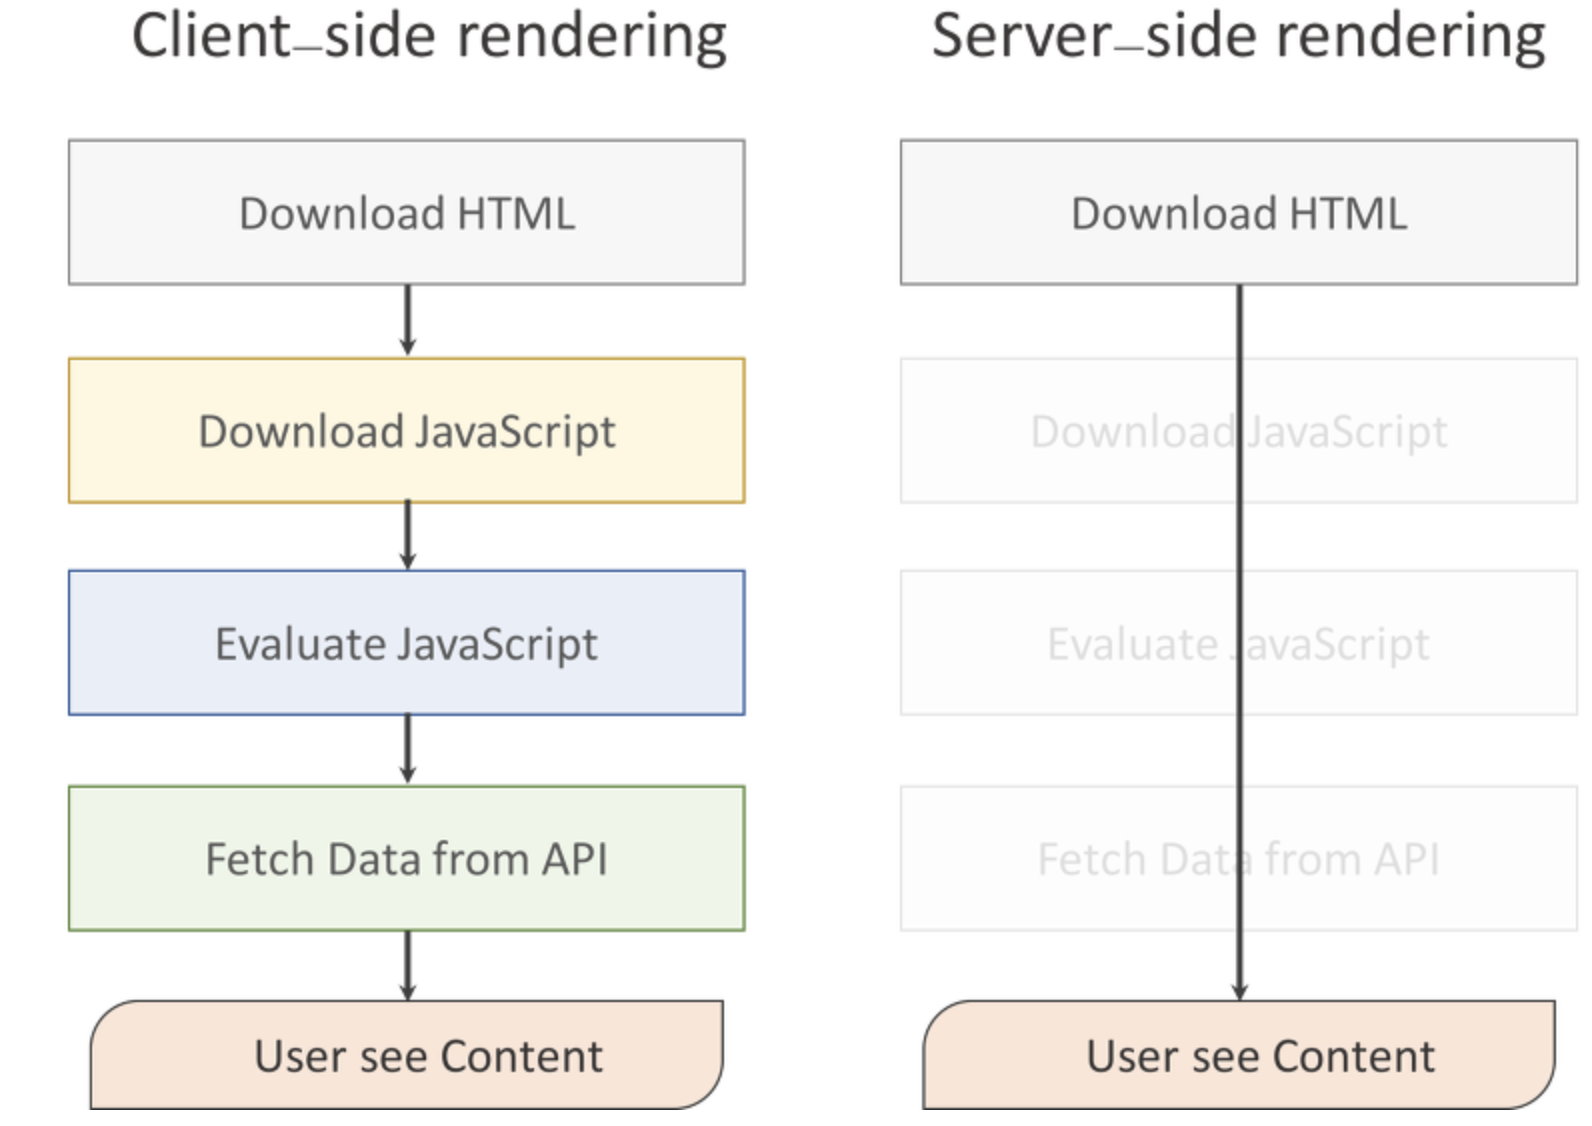 Client–side rendering
Download HTML
Download JavaScript
Evaluate JavaScript
Fetch Data from API
User see Content
Server–side rendering
Download HTML
Download JavaScript
Evaluate JavaScript
Fetch Data from API
User see Content